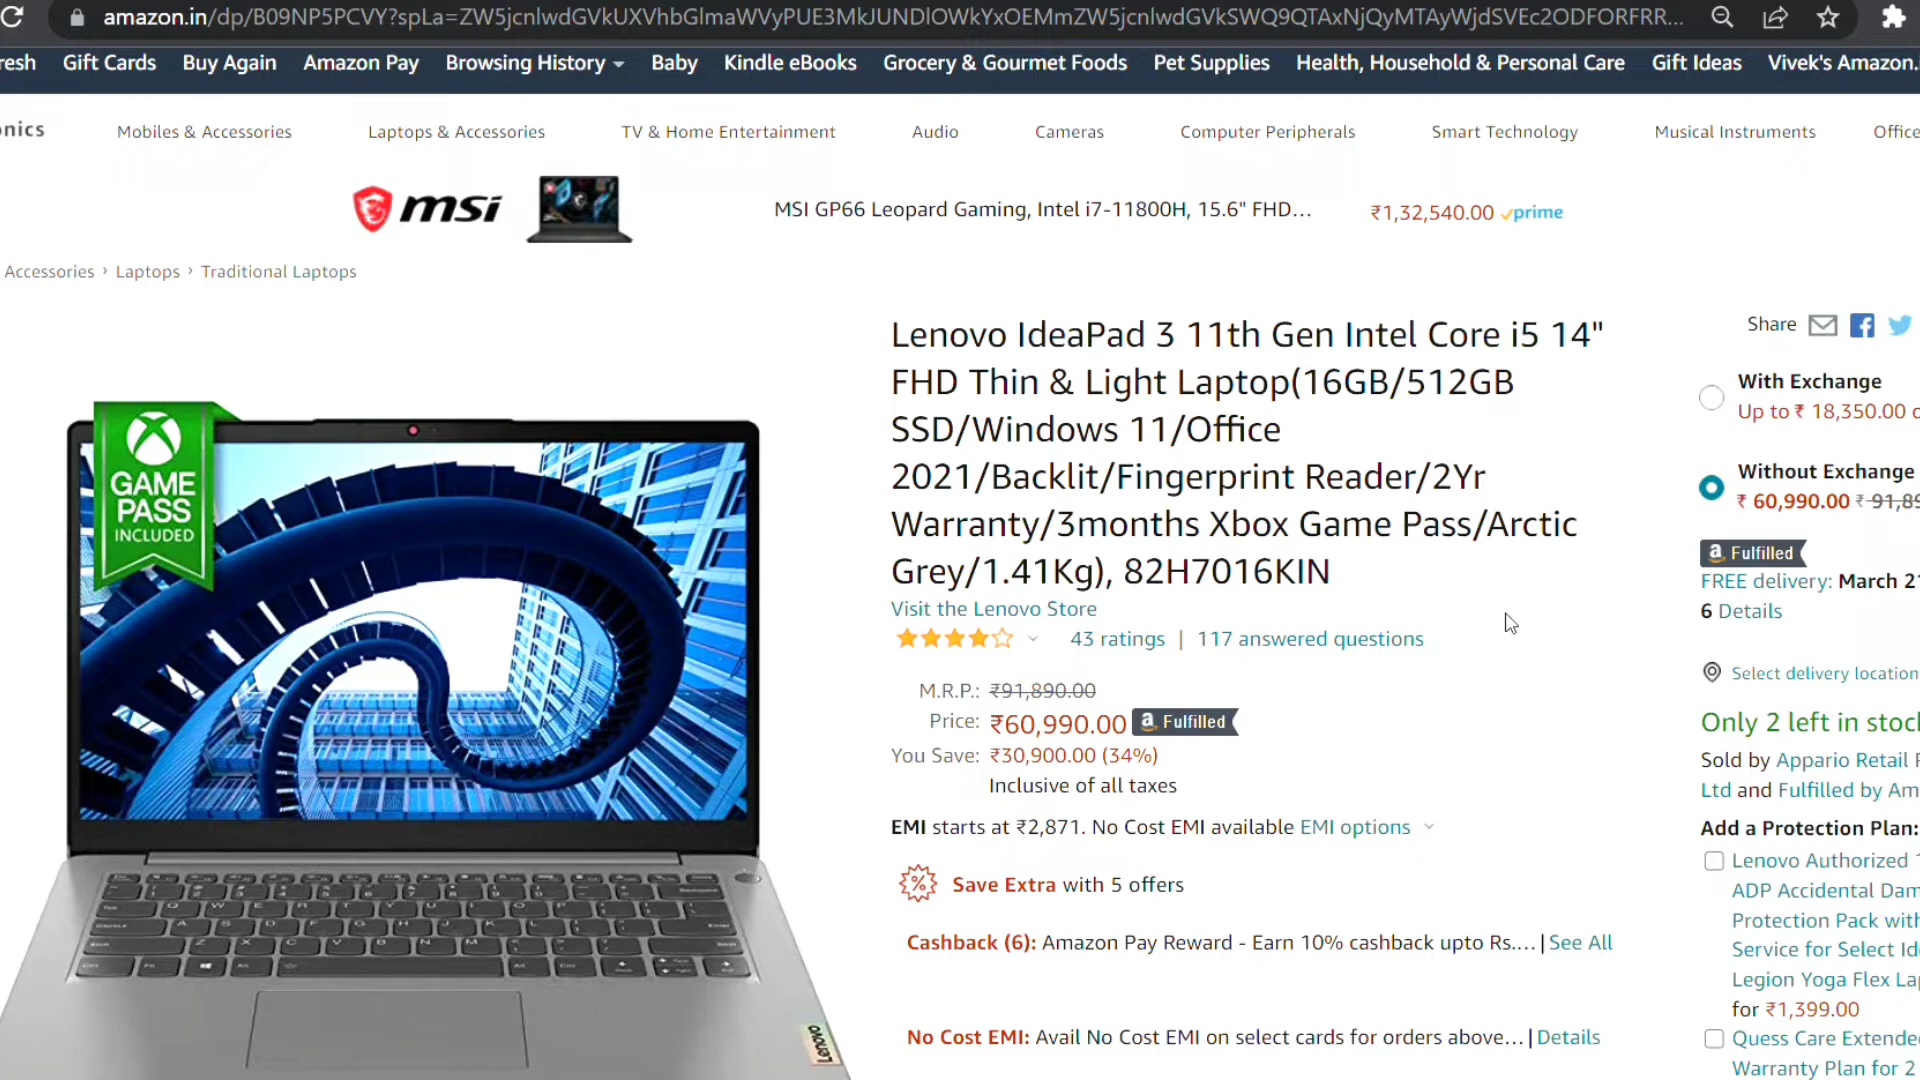 amazon.in/dp/B09NP5PCVY?spLa=ZW5jcnlwdGVkUXVhbGlmaWVyPUE3MkJUNDlOWkYxOEMmZW5jcnlwdGVkSWQ9QTAxNjQyMTAyWjdSVEc2ODFORFRR...
resh Gift Cards Buy Again Amazon Pay Browsing History Baby Kindle eBooks Grocery & Gourmet Foods Pet Supplies Health, Household & Personal Care Gift Ideas Vivek's Amazon.i
onics Mobiles & Accessories Laptops & Accessories TV & Home Entertainment Audio Cameras Computer Peripherals Smart Technology Musical Instruments Office
msi MSI GP66 Leopard Gaming, Intel i7-11800H, 15.6" FHD... ₹1,32,540.00 prime
Accessories › Laptops › Traditional Laptops
GAME
PASS
INCLUDED
Lenovo
Lenovo IdeaPad 3 11th Gen Intel Core i5 14"
FHD Thin & Light Laptop(16GB/512GB
SSD/Windows 11/Office
2021/Backlit/Fingerprint Reader/2Yr
Warranty/3months Xbox Game Pass/Arctic
Grey/1.41Kg), 82H7016KIN
Visit the Lenovo Store
43 ratings | 117 answered questions
M.R.P.: ₹91,890.00
Price: ₹60,990.00 a Fulfilled
You Save: ₹30,900.00 (34%)
Inclusive of all taxes
EMI starts at ₹2,871. No Cost EMI available EMI options
% Save Extra with 5 offers
Cashback (6): Amazon Pay Reward - Earn 10% cashback upto Rs.... | See All
No Cost EMI: Avail No Cost EMI on select cards for orders above... | Details
Share
With Exchange
Up to ₹ 18,350.00 o
Without Exchange
₹ 60,990.00 ₹ 91,89
a Fulfilled
FREE delivery: March 21
6 Details
Select delivery location
Only 2 left in stock
Sold by Appario Retail P
Ltd and Fulfilled by Am
Add a Protection Plan:
Lenovo Authorized 1
ADP Accidental Dam
Protection Pack with
Service for Select Id
Legion Yoga Flex Lap
for ₹1,399.00
Quess Care Extended
Warranty Plan for 2